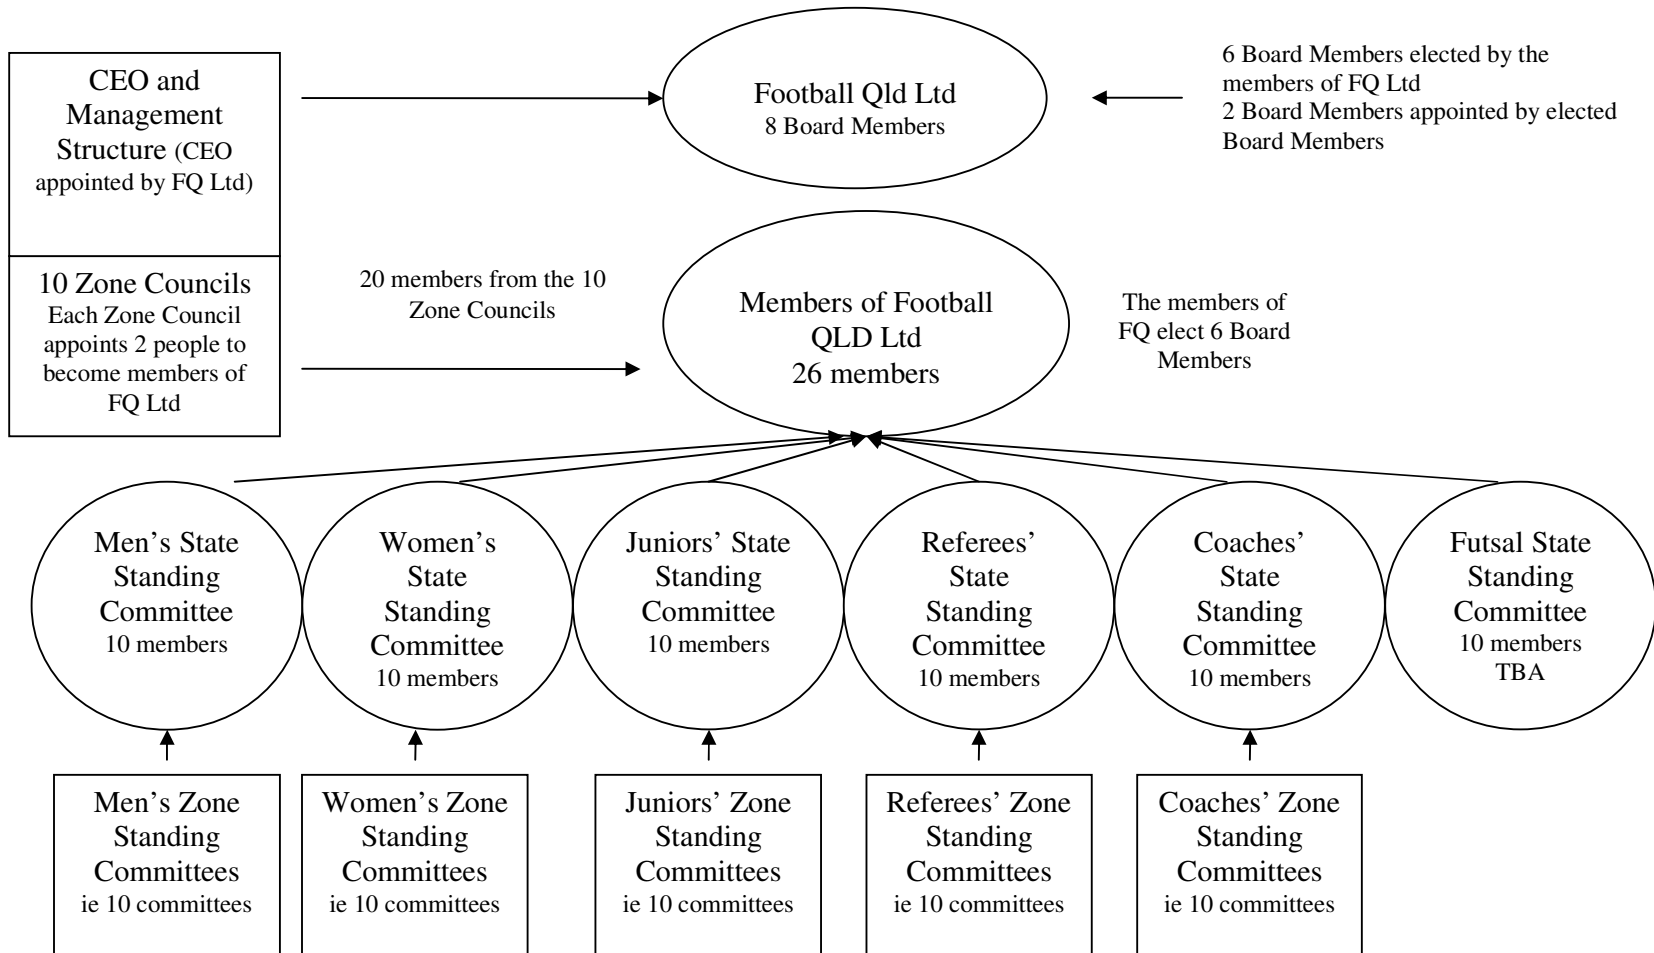 CEO and
Management
Structure (CEO
appointed by FQ Ltd)
Football Qld Ltd
8 Board Members
6 Board Members elected by the
members of FQ Ltd
2 Board Members appointed by elected
Board Members
10 Zone Councils
Each Zone Council
appoints 2 people to
become members of
FQ Ltd
20 members from the 10
Zone Councils
Members of Football
QLD Ltd
26 members
The members of
FQ elect 6 Board
Members
Men’s State
Standing
Committee
10 members
Women’s
State
Standing
Committee
10 members
Juniors’ State
Standing
Committee
10 members
Referees’
State
Standing
Committee
10 members
Coaches’
State
Standing
Committee
10 members
Futsal State
Standing
Committee
10 members
TBA
Men’s Zone
Standing
Committees
ie 10 committees
Women’s Zone
Standing
Committees
ie 10 committees
Juniors’ Zone
Standing
Committees
ie 10 committees
Referees’ Zone
Standing
Committees
ie 10 committees
Coaches’ Zone
Standing
Committees
ie 10 committees